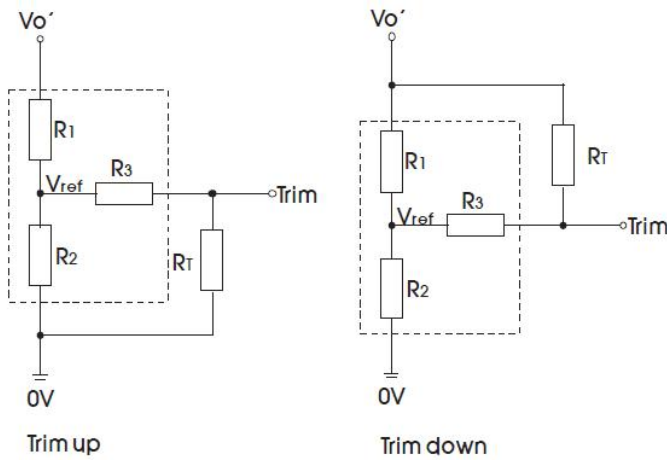 Vo′
R1
Vref
R3
Trim
R2
RT
0V
Trim up
Vo′
R1
RT
Vref
R3
Trim
R2
0V
Trim down